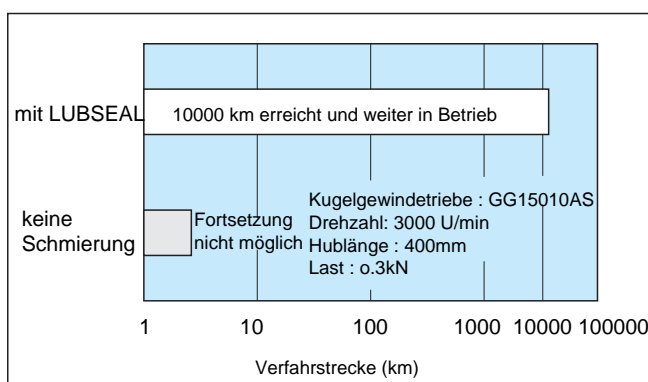 mit LUBSEAL
10000 km erreicht und weiter in Betrieb
keine
Schmierung
Fortsetzung
nicht möglich
Kugelgewindetriebe : GG15010AS
Drehzahl: 3000 U/min
Hublänge : 400mm
Last : o.3kN
1 10 100 1000 10000 100000
Verfahrstrecke (km)